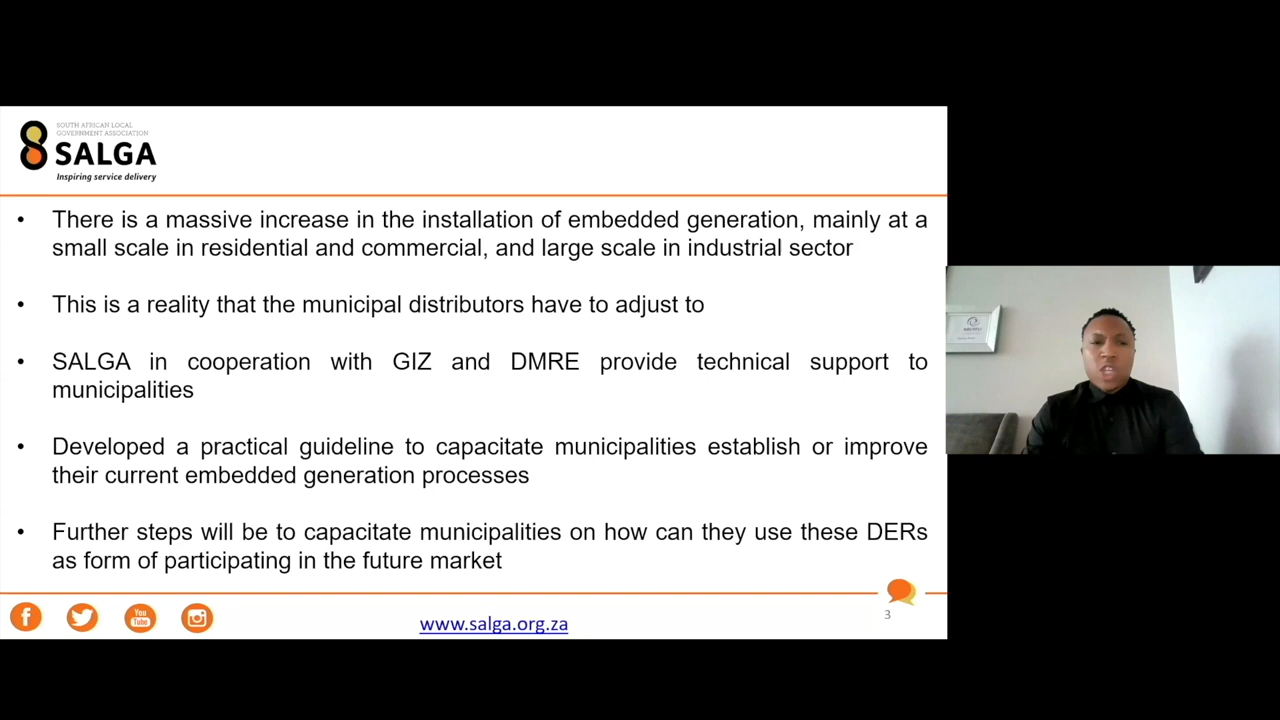 SOUTH AFRICAN LOCAL
GOVERNMENT ASSOCIATION
SALGA
Inspiring service delivery
• There is a massive increase in the installation of embedded generation, mainly at a
small scale in residential and commercial, and large scale in industrial sector
• This is a reality that the municipal distributors have to adjust to
• SALGA in cooperation with GIZ and DMRE provide technical support to
municipalities
• Developed a practical guideline to capacitate municipalities establish or improve
their current embedded generation processes
• Further steps will be to capacitate municipalities on how can they use these DERs
as form of participating in the future market
You
Tube
www.salga.org.za
3